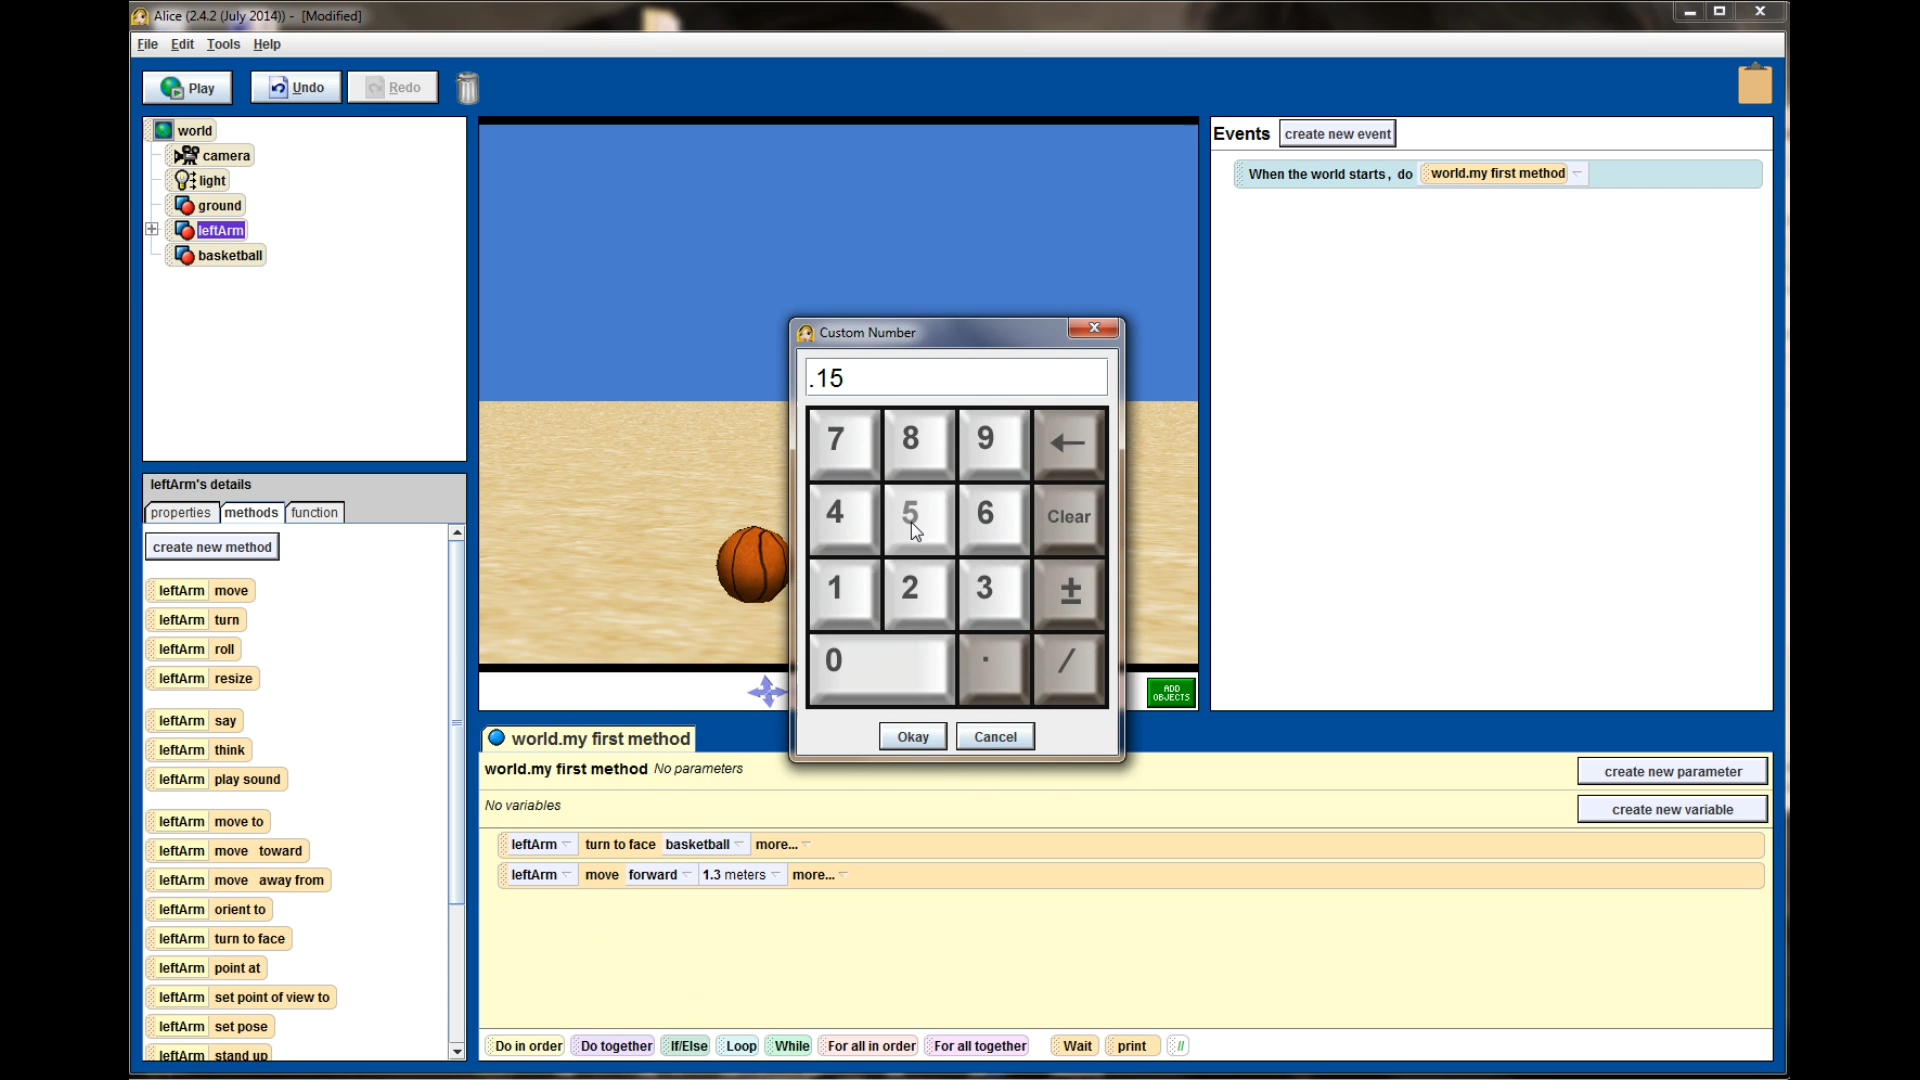 Alice (2.4.2 (July 2014)) - [Modified]
File Edit Tools Help
Play Undo Redo
world
camera
light
ground
leftArm
basketball
Events create new event
When the world starts, do world.my first method
leftArm's details
properties methods function
create new method
leftArm move
leftArm turn
leftArm roll
leftArm resize
leftArm say
leftArm think
leftArm play sound
leftArm move to
leftArm move toward
leftArm move away from
leftArm orient to
leftArm turn to face
leftArm point at
leftArm set point of view to
leftArm set pose
leftArm stand up
Custom Number
.15
7 8 9 ←
4 5 6 Clear
1 2 3 ±
0 . /
Okay Cancel
ADD
OBJECTS
world.my first method
world.my first method No parameters
create new parameter
No variables
create new variable
leftArm turn to face basketball more...
leftArm move forward 1.3 meters more...
Do in order Do together If/Else Loop While For all in order For all together Wait print //